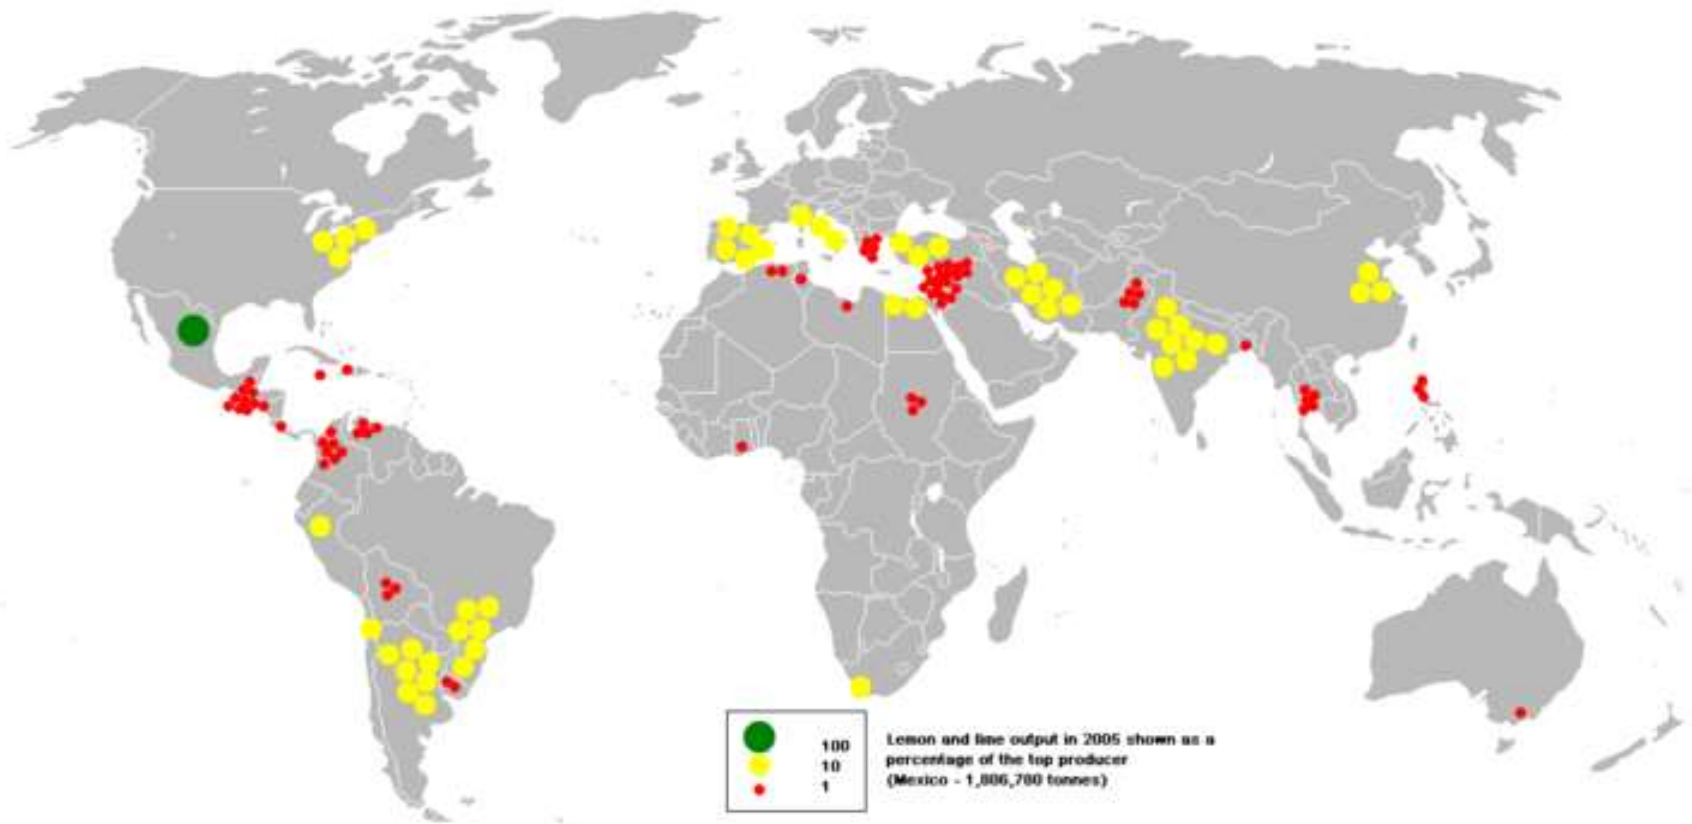 100
10
1
Lemon and lime output in 2005 shown as a
percentage of the top producer
(Mexico - 1,806,780 tonnes)